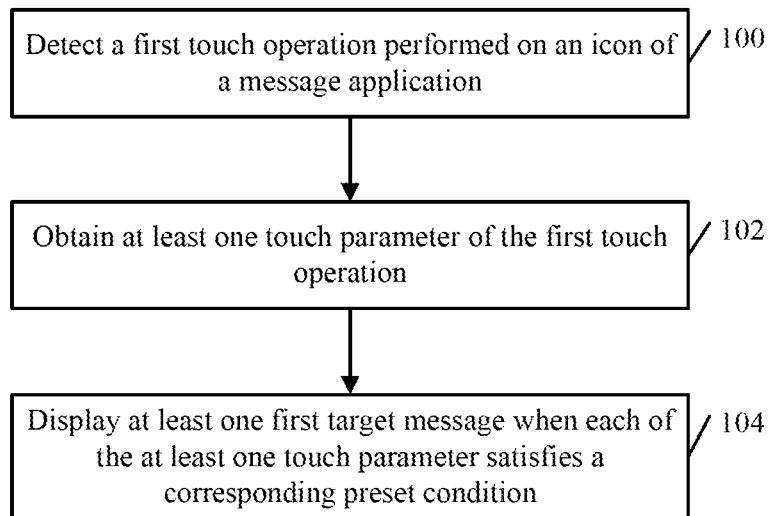 Detect a first touch operation performed on an icon of
a message application
100
Obtain at least one touch parameter of the first touch
operation
102
Display at least one first target message when each of
the at least one touch parameter satisfies a
corresponding preset condition
104